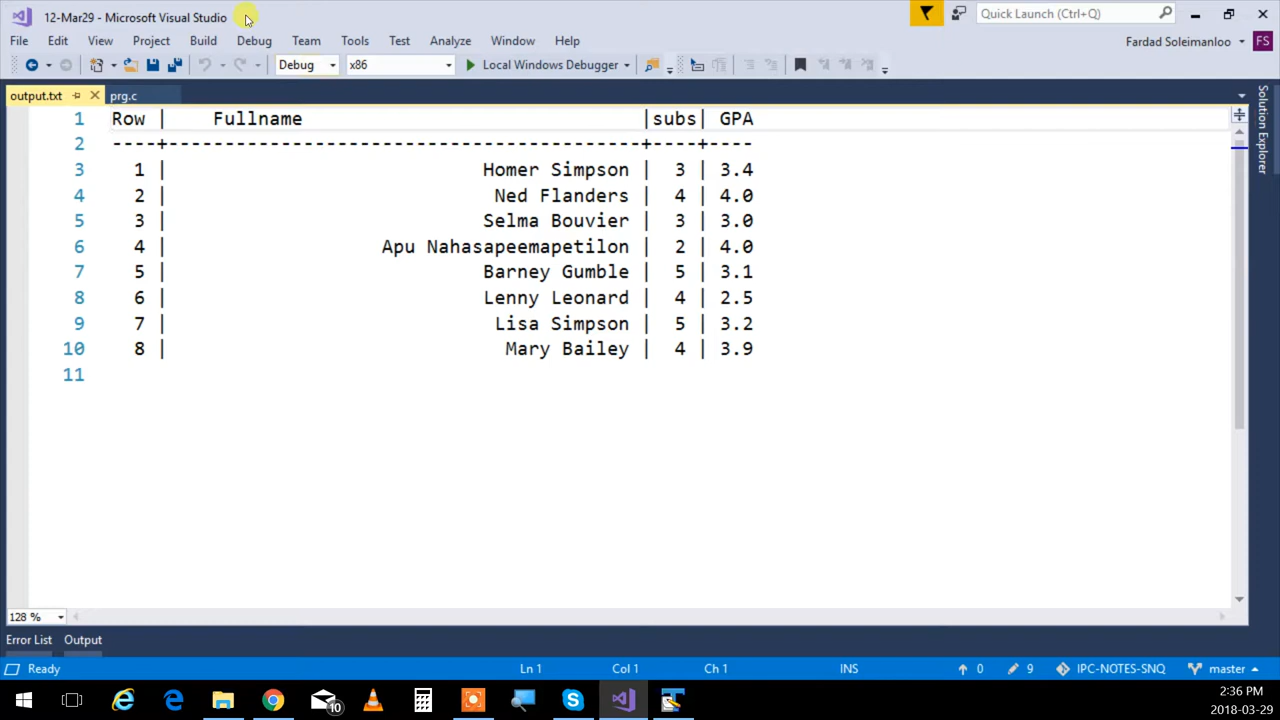 12-Mar29 - Microsoft Visual Studio
Quick Launch (Ctrl+Q)
File Edit View Project Build Debug Team Tools Test Analyze Window Help
Fardad Soleimanloo FS
Debug x86 Local Windows Debugger
output.txt prg.c
Solution Explorer
1 Row | Fullname |subs| GPA
2 ----+------------------------------------------+----+----
3 1 | Homer Simpson | 3 | 3.4
4 2 | Ned Flanders | 4 | 4.0
5 3 | Selma Bouvier | 3 | 3.0
6 4 | Apu Nahasapeemapetilon | 2 | 4.0
7 5 | Barney Gumble | 5 | 3.1
8 6 | Lenny Leonard | 4 | 2.5
9 7 | Lisa Simpson | 5 | 3.2
10 8 | Mary Bailey | 4 | 3.9
11
128 %
Error List Output
Ready Ln 1 Col 1 Ch 1 INS 0 9 IPC-NOTES-SNQ master
10
2:36 PM
2018-03-29